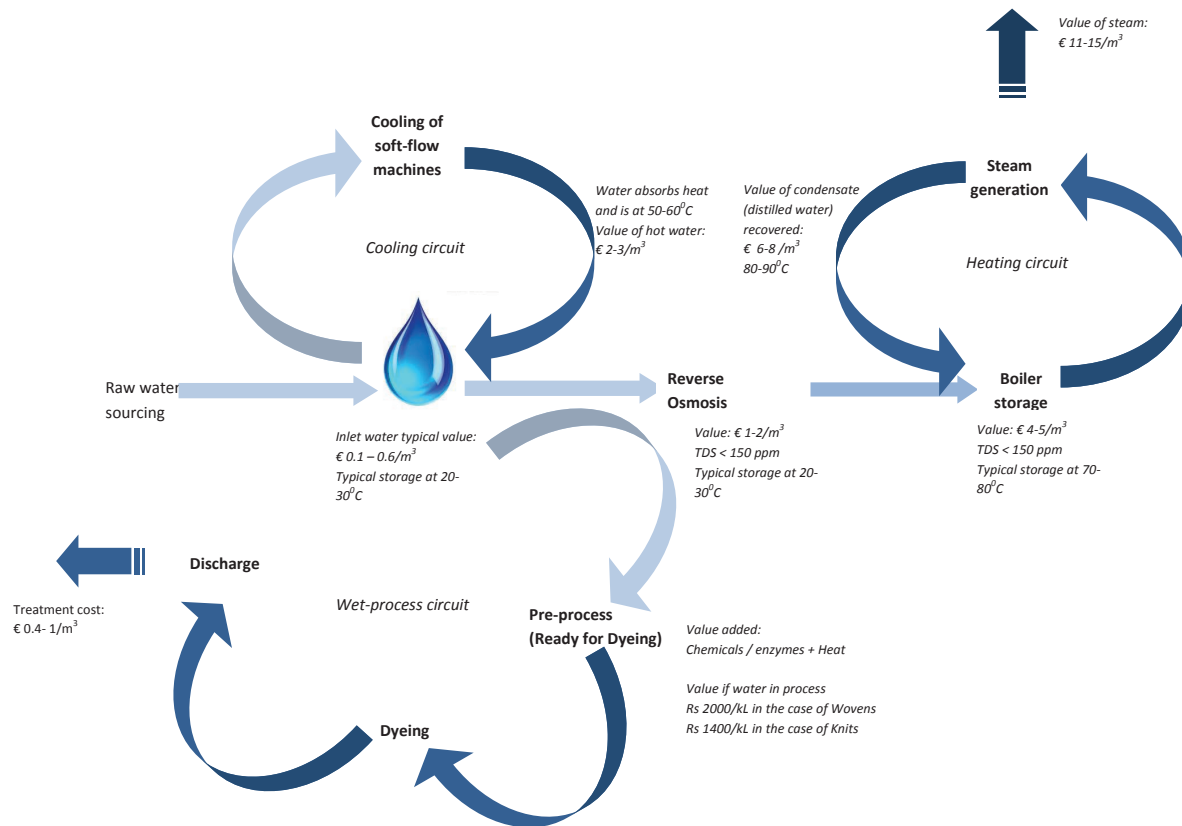 Value of steam:
€ 11-15/m³
Cooling of
soft-flow
machines
Water absorbs heat
and is at 50-60⁰C
Value of hot water:
€ 2-3/m³
Value of condensate
(distilled water)
recovered:
€ 6-8 /m³
80-90⁰C
Steam
generation
Cooling circuit
Heating circuit
Raw water
sourcing
Reverse
Osmosis
Boiler
storage
Inlet water typical value:
€ 0.1 – 0.6/m³
Typical storage at 20-
30⁰C
Value: € 1-2/m³
TDS < 150 ppm
Typical storage at 20-
30⁰C
Value: € 4-5/m³
TDS < 150 ppm
Typical storage at 70-
80⁰C
Discharge
Treatment cost:
€ 0.4- 1/m³
Wet-process circuit
Pre-process
(Ready for Dyeing)
Value added:
Chemicals / enzymes + Heat
Value if water in process
Rs 2000/kL in the case of Wovens
Rs 1400/kL in the case of Knits
Dyeing